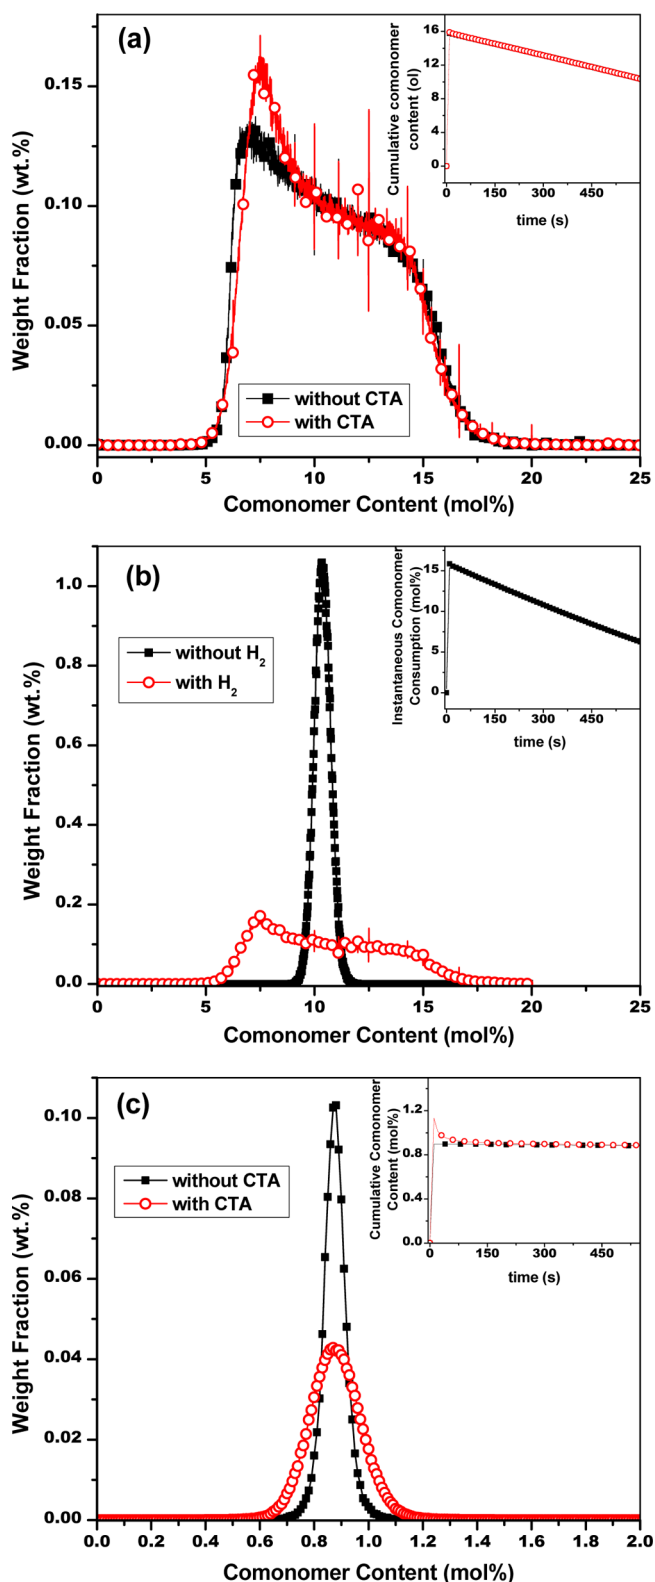 (a)
Weight Fraction (wt.%)
0.15
0.10
0.05
0.00
0
5
10
15
20
25
Comonomer Content (mol%)
without CTA
with CTA
Cumulative comonomer
content (ol)
16
12
8
4
0
0
150
300
450
time (s)
(b)
Weight Fraction (wt.%)
1.0
0.8
0.6
0.4
0.2
0.0
0
5
10
15
20
25
Comonomer Content (mol%)
without H2
with H2
Instantaneous Comonomer
Consumption (mol%)
15
10
5
0
0
150
300
450
time (s)
(c)
Weight Fraction (wt.%)
0.10
0.08
0.06
0.04
0.02
0.00
0.0
0.2
0.4
0.6
0.8
1.0
1.2
1.4
1.6
1.8
2.0
Comonomer Content (mol%)
without CTA
with CTA
Cumulative Comonomer
Content (mol%)
1.2
0.8
0.4
0.0
0
150
300
450
time (s)